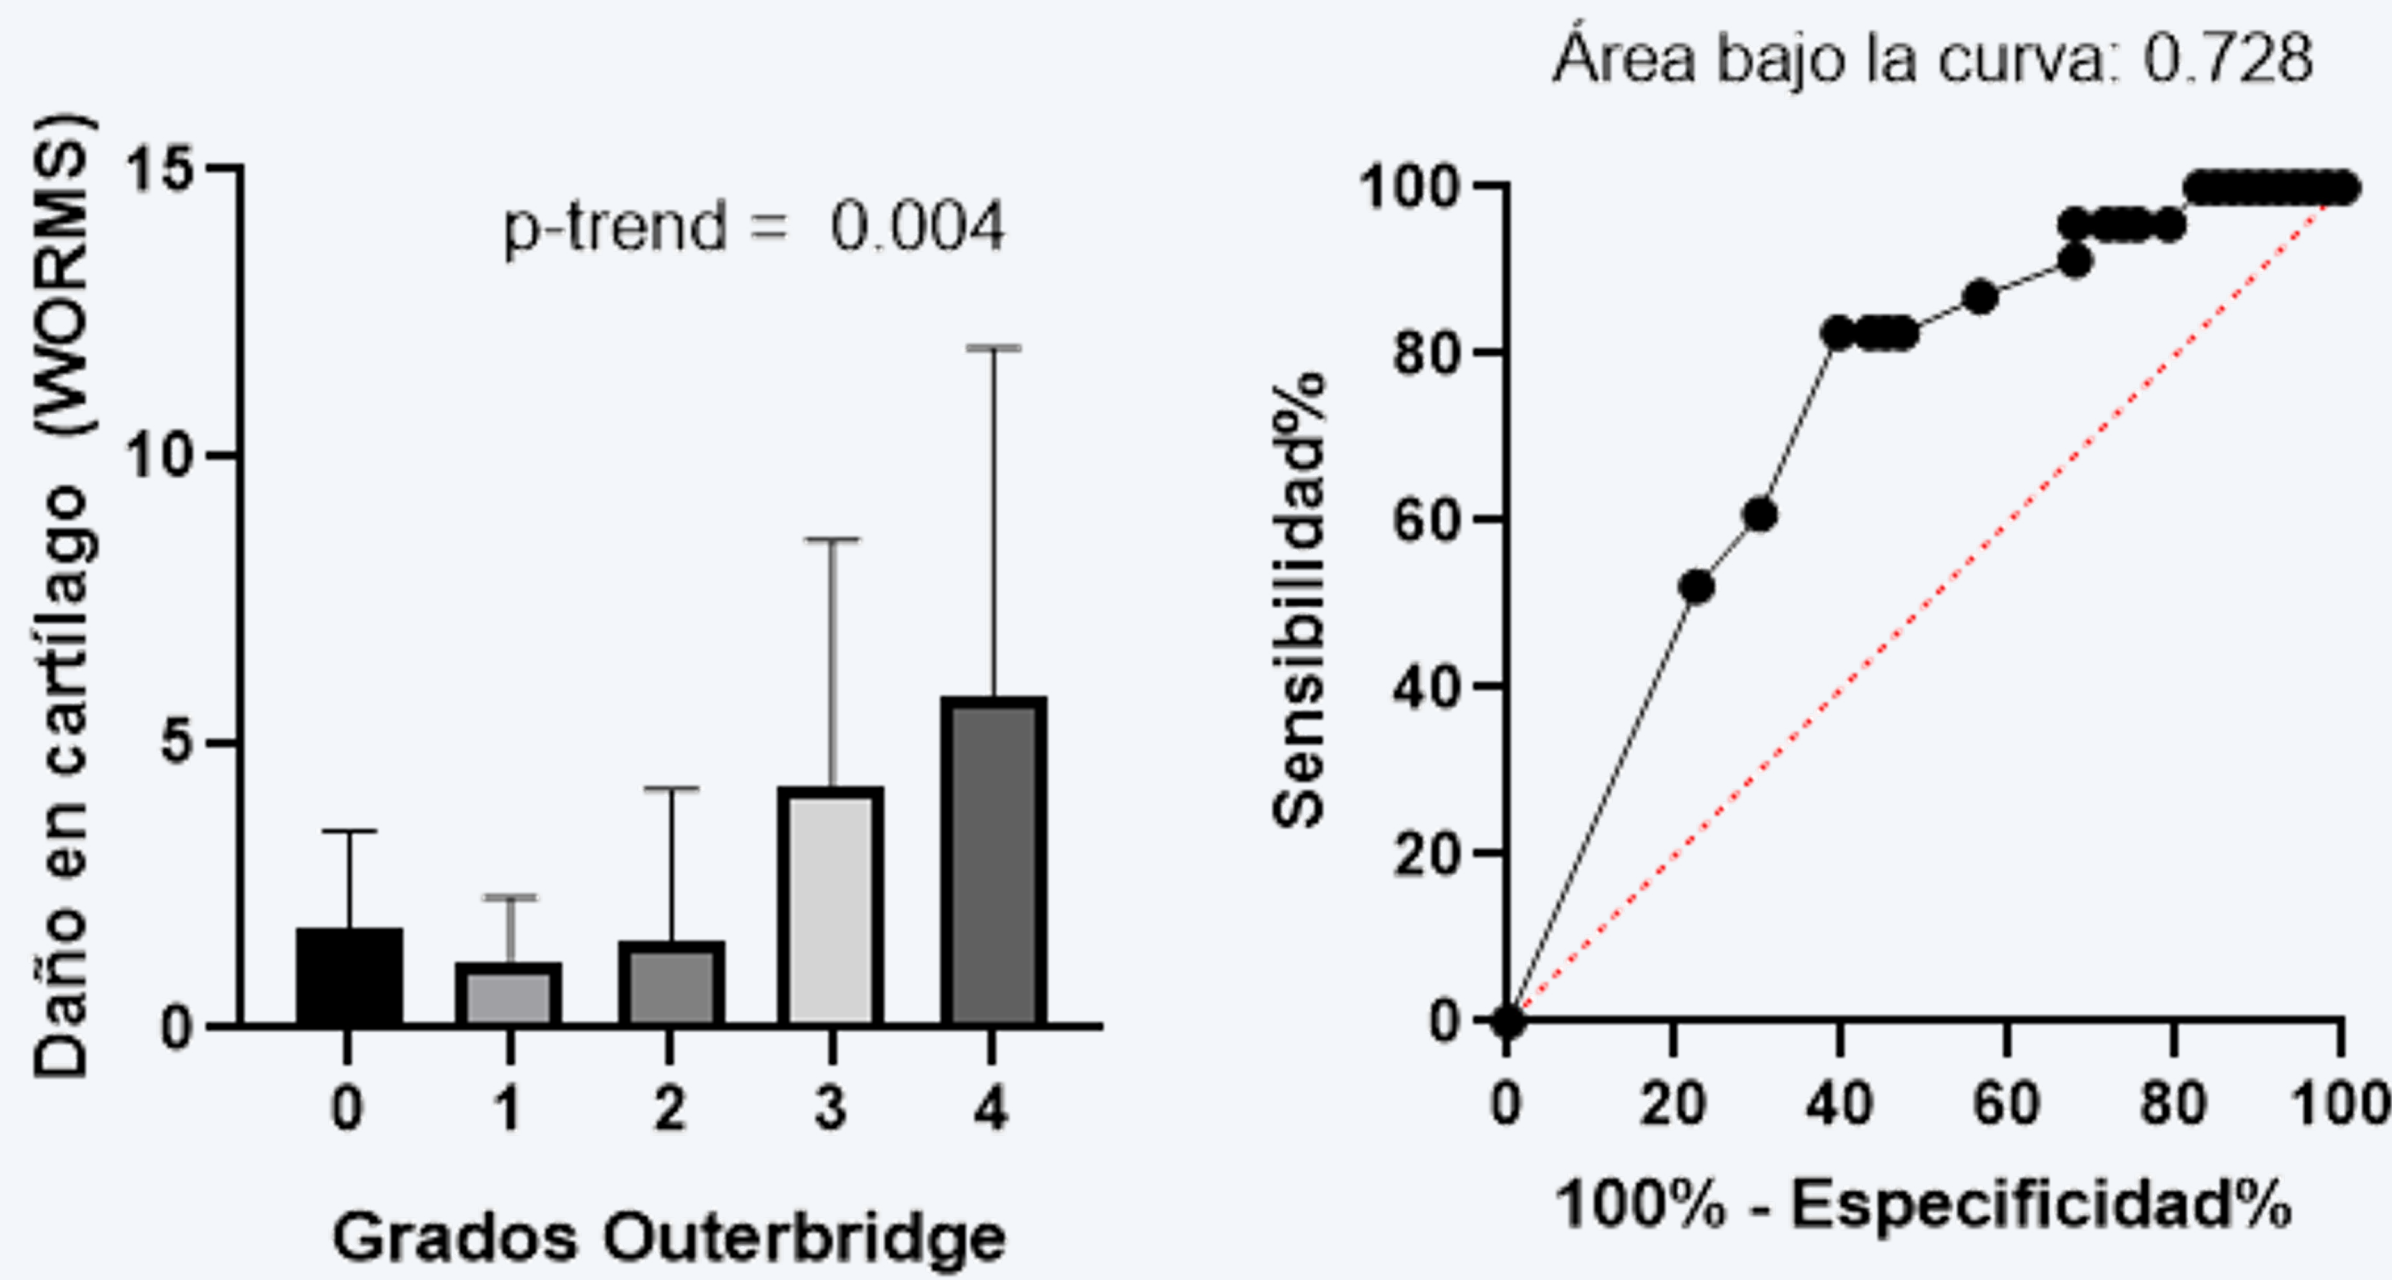 Daño en cartílago (WORMS)
15
10
5
0
p-trend = 0.004
0 1 2 3 4
Grados Outerbridge
Área bajo la curva: 0.728
Sensibilidad%
100
80
60
40
20
0
0 20 40 60 80 100
100% - Especificidad%